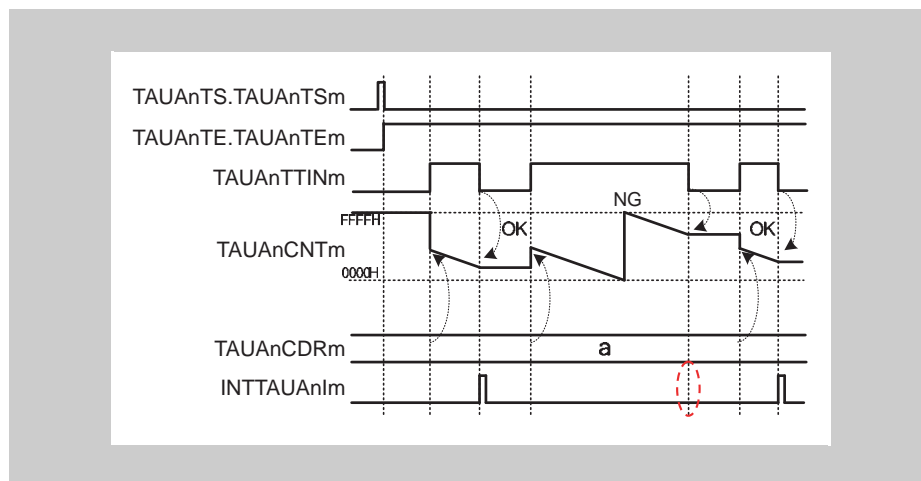 TAUAnTS.TAUAnTSm
TAUAnTE.TAUAnTEm
TAUAnTTINm
NG
FFFFH
OK
OK
TAUAnCNTm
0000H
TAUAnCDRm
a
INTTAUAnIm